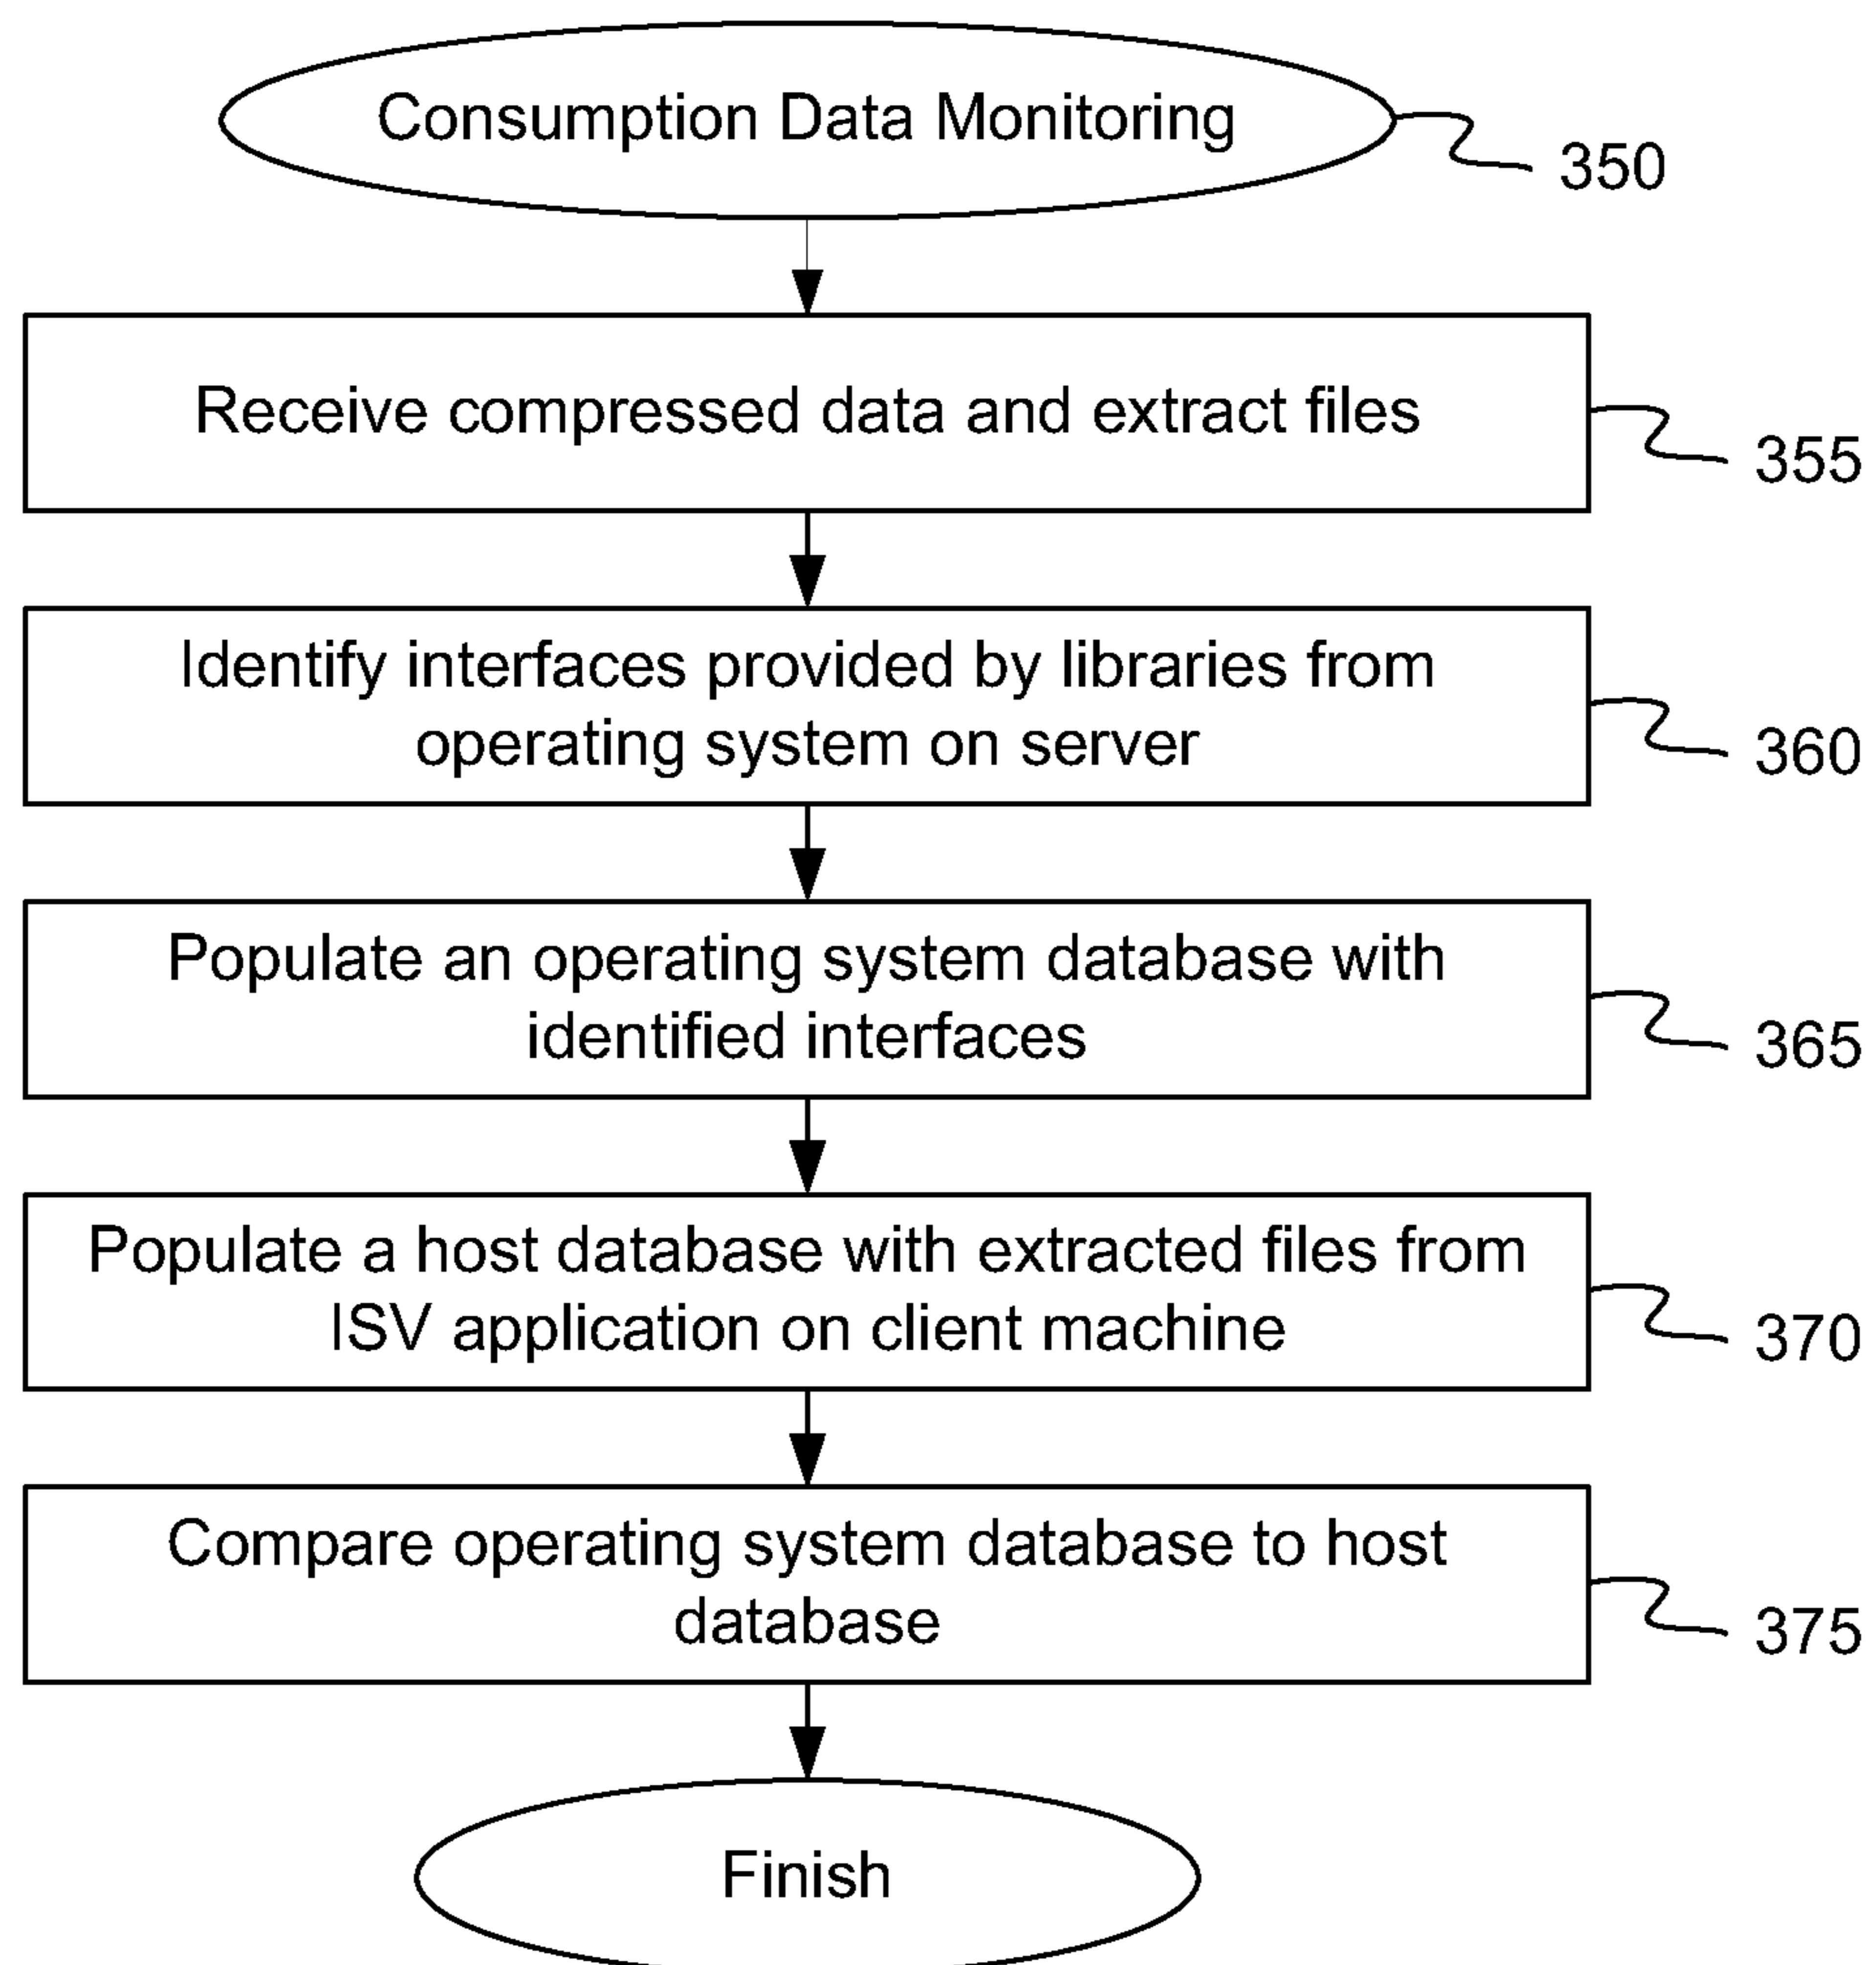 Consumption Data Monitoring
350
Receive compressed data and extract files
355
Identify interfaces provided by libraries from
operating system on server
360
Populate an operating system database with
identified interfaces
365
Populate a host database with extracted files from
ISV application on client machine
370
Compare operating system database to host
database
375
Finish